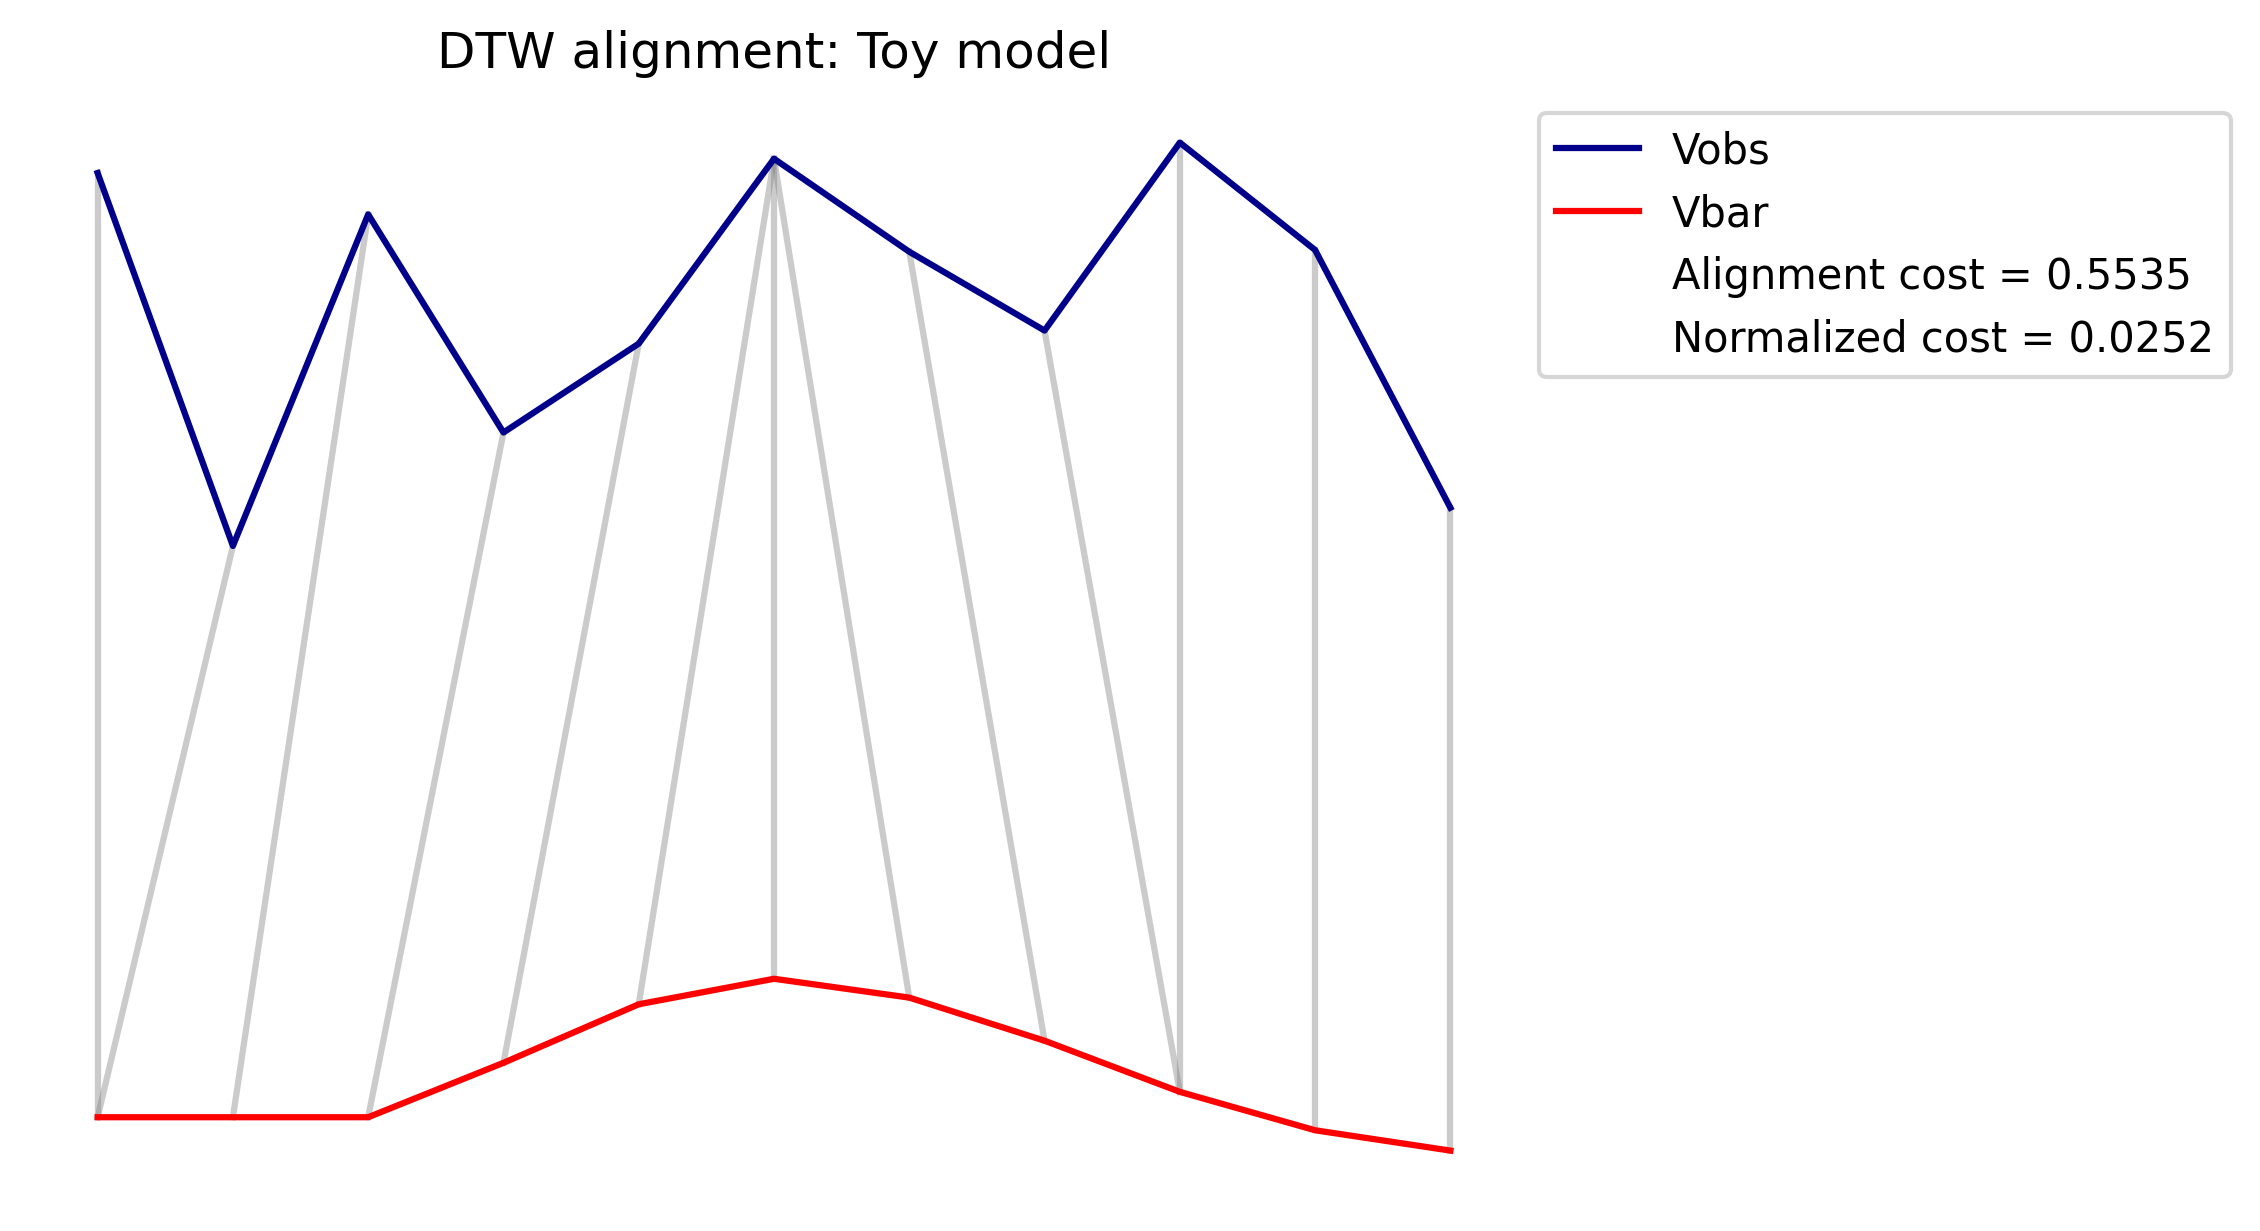 DTW alignment: Toy model
Vobs
Vbar
Alignment cost = 0.5535
Normalized cost = 0.0252